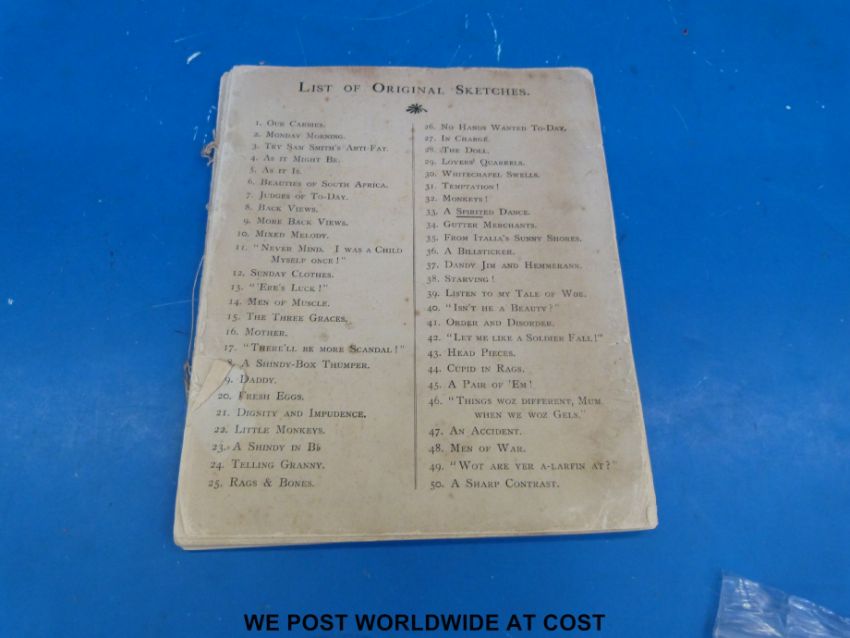 List of Original Sketches.
1. Our Cabbies.
2. Monday Morning.
3. Try Sam Smith's Anti-Fat.
4. As it Might Be.
5. As it Is.
6. Beauties of South Africa.
7. Judges of To-Day.
8. Back Views.
9. More Back Views.
10. Mixed Melody.
11. "Never Mind. I was a Child
Myself once!"
12. Sunday Clothes.
13. "'Ere's Luck!"
14. Men of Muscle.
15. The Three Graces.
16. Mother.
17. "There'll be more Scandal!"
8. A Shindy-Box Thumper.
9. Daddy.
20. Fresh Eggs.
21. Dignity and Impudence.
22. Little Monkeys.
23. A Shindy in B♭
24. Telling Granny.
25. Rags & Bones.
26. No Hands Wanted To-Day.
27. In Charge.
28. The Doll.
29. Lovers' Quarrels.
30. Whitechapel Swells.
31. Temptation!
32. Monkeys!
33. A Spirited Dance.
34. Gutter Merchants.
35. From Italia's Sunny Shores.
36. A Billsticker.
37. Dandy Jim and Hemmerans.
38. Starving!
39. Listen to my Tale of Woe.
40. "Isn't he a Beauty?"
41. Order and Disorder.
42. "Let me like a Soldier Fall!"
43. Head Pieces.
44. Cupid in Rags.
45. A Pair of 'Em!
46. "Things woz different, Mum,
when we woz Gels."
47. An Accident.
48. Men of War.
49. "Wot are yer a-larfin at?"
50. A Sharp Contrast.
WE POST WORLDWIDE AT COST